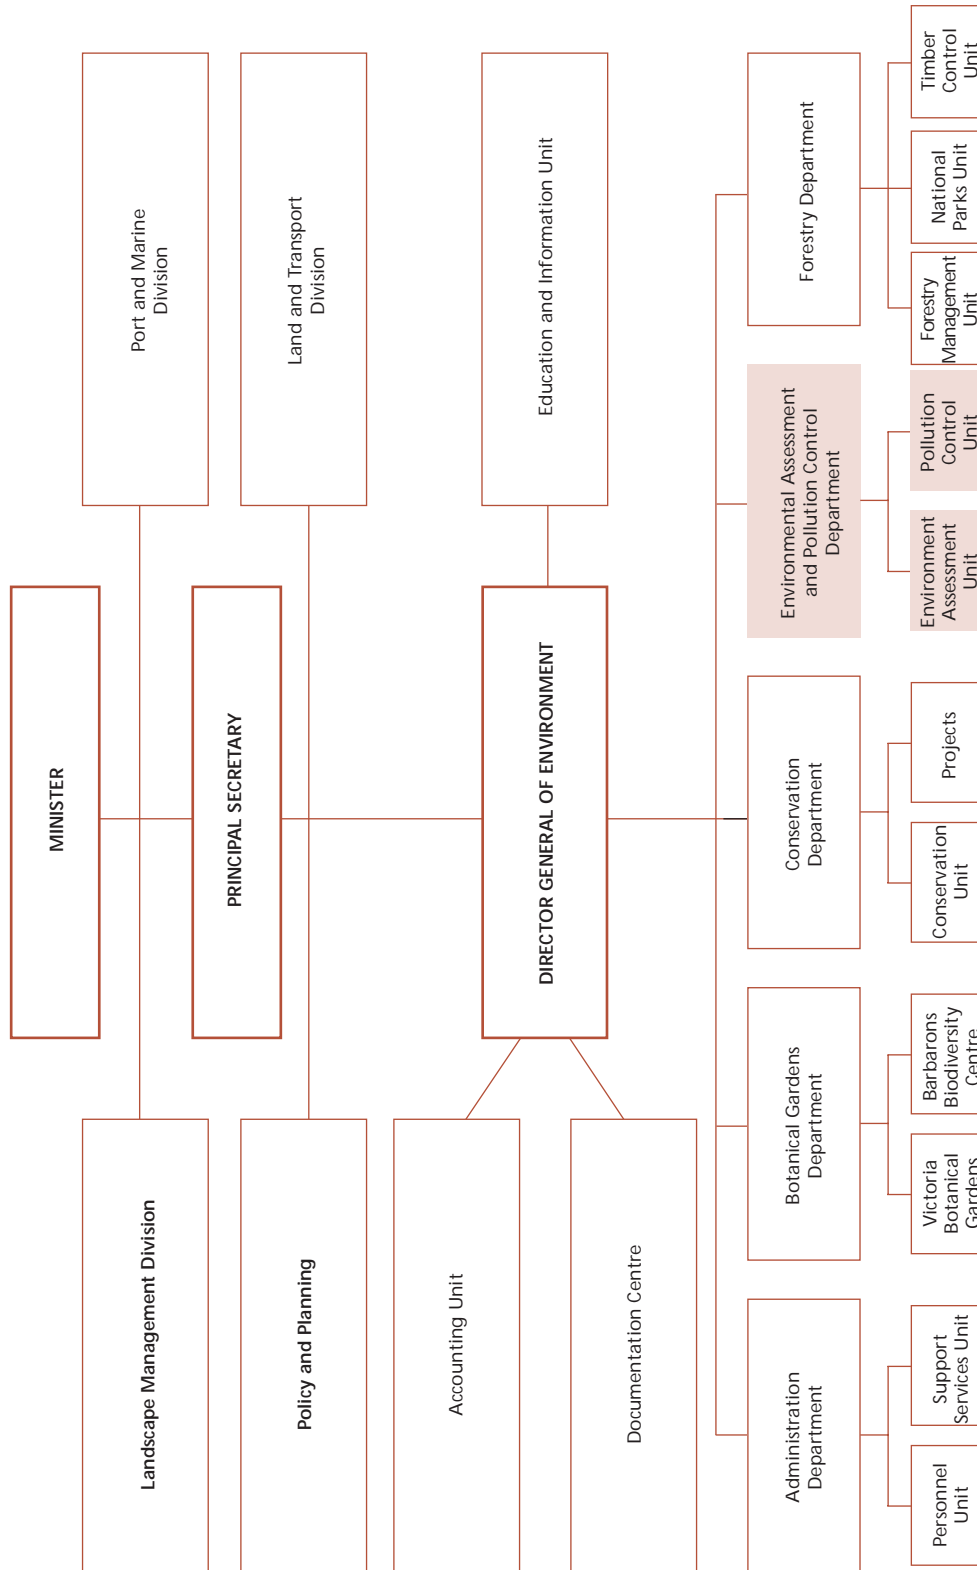 MINISTER
Landscape Management Division
Port and Marine
Division
PRINCIPAL SECRETARY
Policy and Planning
Land and Transport
Division
Accounting Unit
DIRECTOR GENERAL OF ENVIRONMENT
Education and Information Unit
Documentation Centre
Administration
Department
Botanical Gardens
Department
Conservation
Department
Environmental Assessment
and Pollution Control
Department
Forestry Department
Personnel
Unit
Support
Services Unit
Victoria
Botanical
Gardens
Barbarons
Biodiversity
Centre
Conservation
Unit
Projects
Environment
Assessment
Unit
Pollution
Control
Unit
Forestry
Management
Unit
National
Parks Unit
Timber
Control
Unit